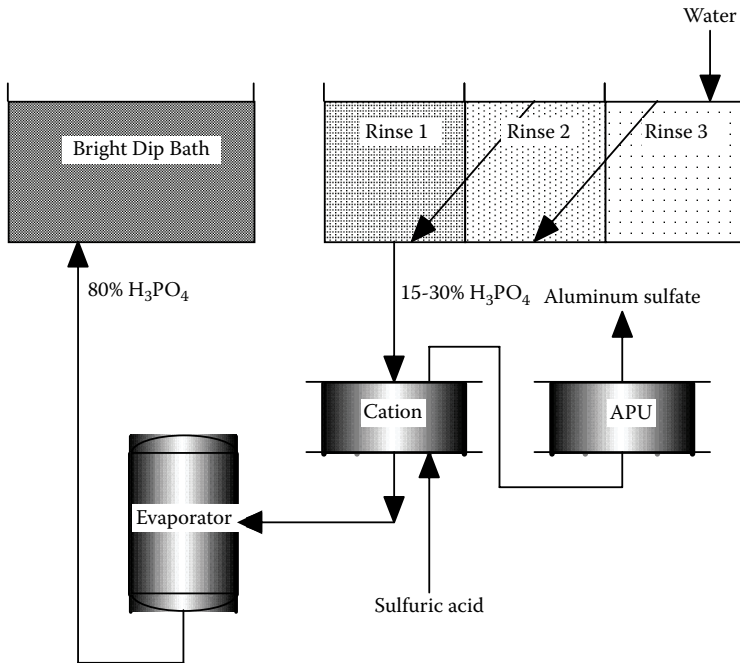 Water
Bright Dip Bath
Rinse 1
Rinse 2
Rinse 3
80% H₃PO₄
15-30% H₃PO₄
Aluminum sulfate
Cation
APU
Evaporator
Sulfuric acid